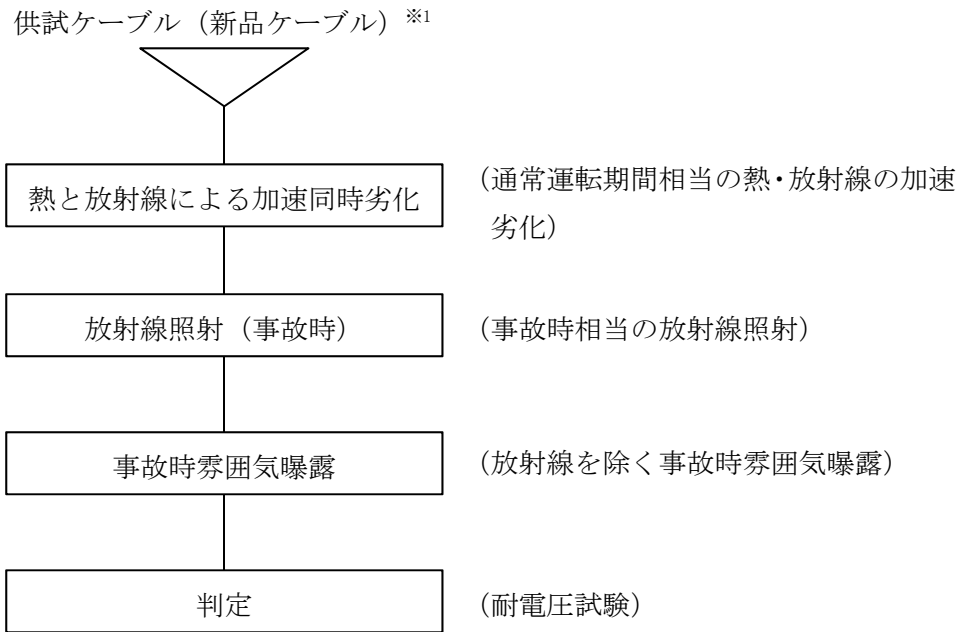 供試ケーブル（新品ケーブル）※1
熱と放射線による加速同時劣化
（通常運転期間相当の熱・放射線の加速
劣化）
放射線照射（事故時）
（事故時相当の放射線照射）
事故時雰囲気曝露
（放射線を除く事故時雰囲気曝露）
判定
（耐電圧試験）